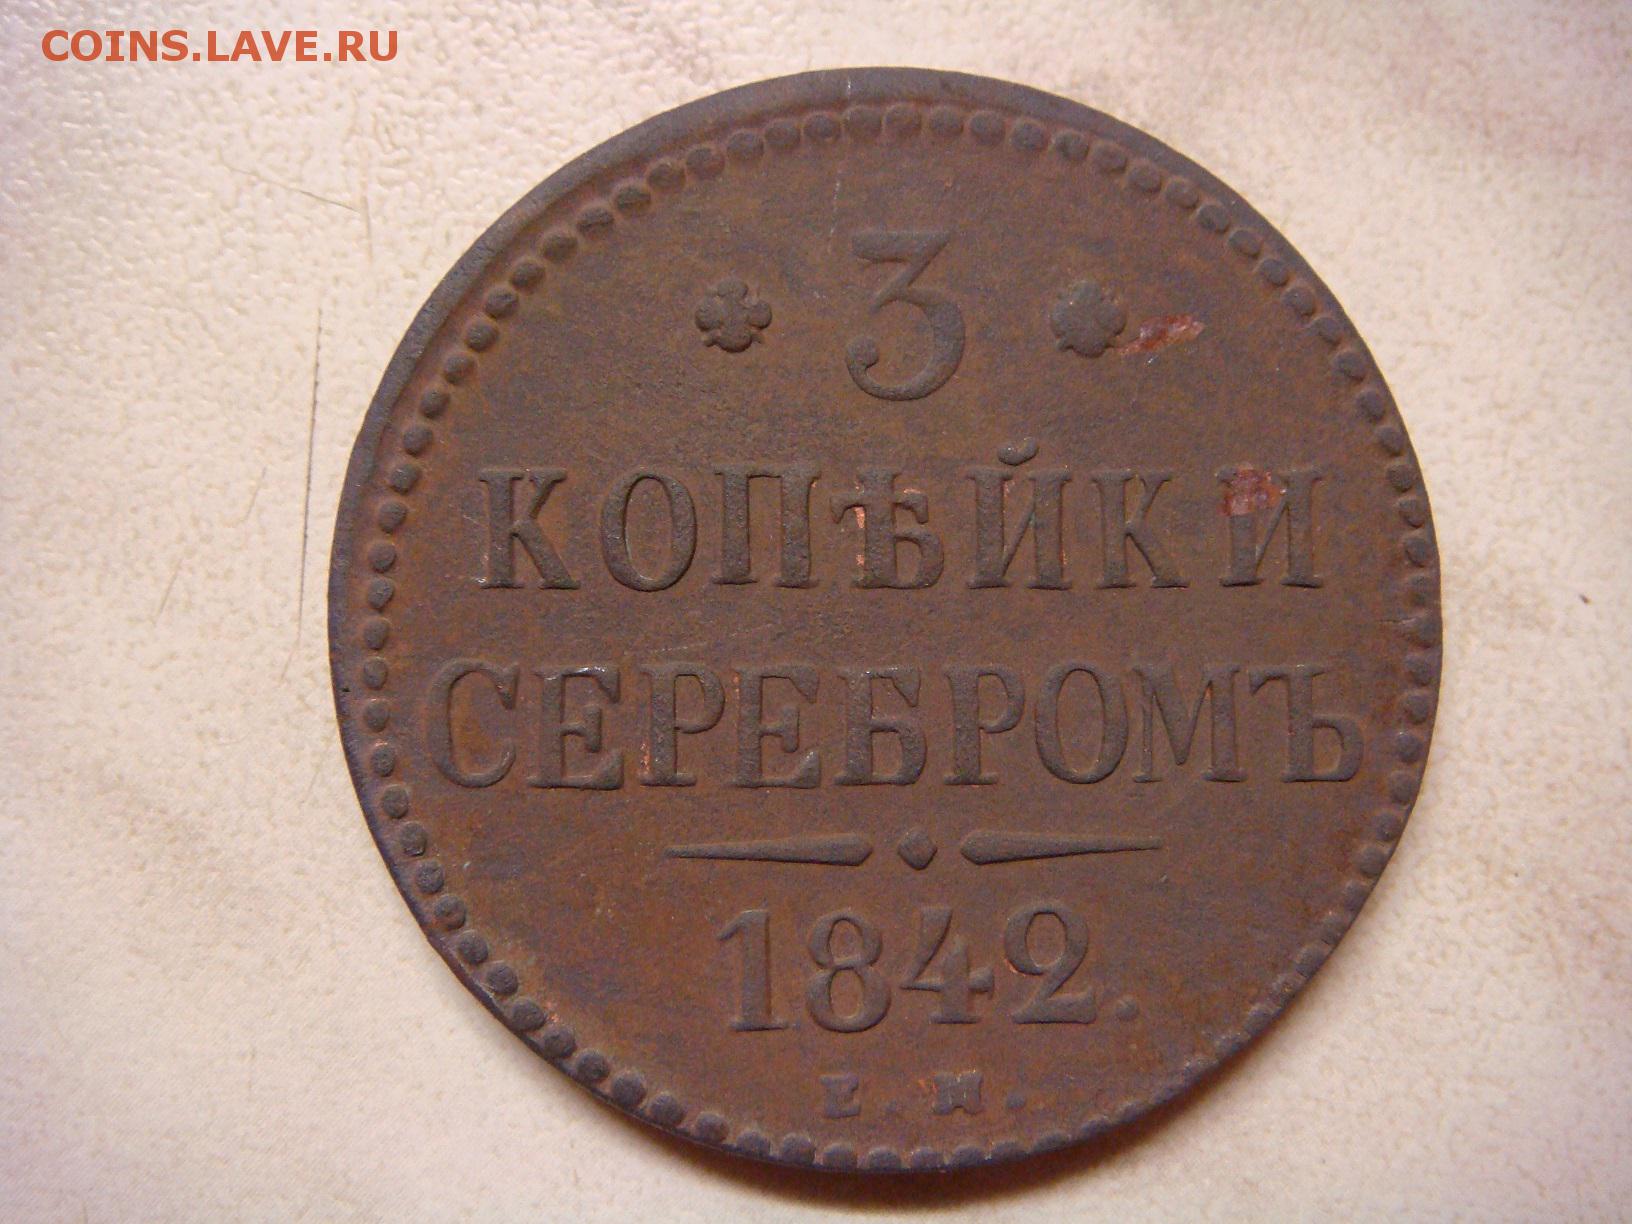 COINS.LAVE.RU
3
КОПѢЙКИ
СЕРЕБРОМЪ
1842.
Е. М.